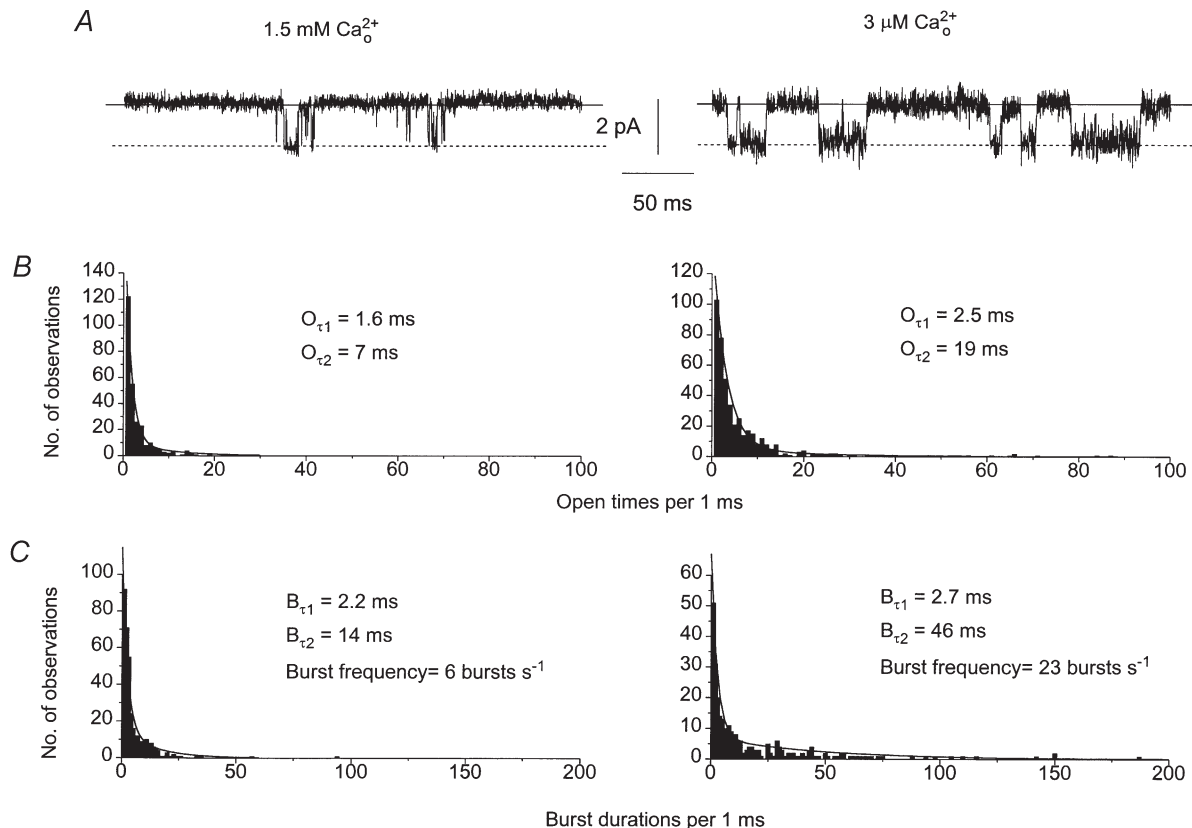 A
1.5 mM Ca²⁺ₒ
3 μM Ca²⁺ₒ
2 pA
50 ms
B
No. of observations
140
120
100
80
60
40
20
0
0 20 40 60 80 100
Oτ1 = 1.6 ms
Oτ2 = 7 ms
120
100
80
60
40
20
0
0 20 40 60 80 100
Oτ1 = 2.5 ms
Oτ2 = 19 ms
Open times per 1 ms
C
No. of observations
100
80
60
40
20
0
0 50 100 150 200
Bτ1 = 2.2 ms
Bτ2 = 14 ms
Burst frequency= 6 bursts s⁻¹
60
50
40
30
20
10
0
0 50 100 150 200
Bτ1 = 2.7 ms
Bτ2 = 46 ms
Burst frequency= 23 bursts s⁻¹
Burst durations per 1 ms